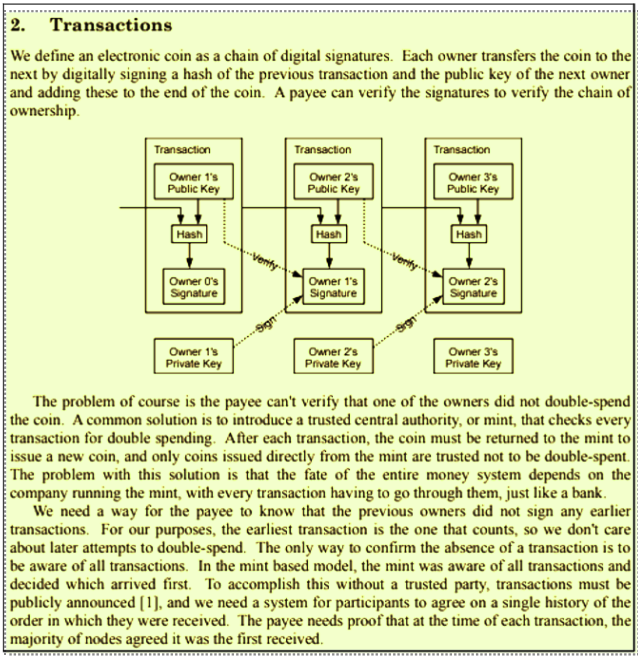 2. Transactions
We define an electronic coin as a chain of digital signatures. Each owner transfers the coin to the
next by digitally signing a hash of the previous transaction and the public key of the next owner
and adding these to the end of the coin. A payee can verify the signatures to verify the chain of
ownership.
Transaction
Transaction
Transaction
Owner 1's
Public Key
Owner 2's
Public Key
Owner 3's
Public Key
Hash
Hash
Hash
Verify
Verify
Owner 0's
Signature
Owner 1's
Signature
Owner 2's
Signature
Sign
Sign
Owner 1's
Private Key
Owner 2's
Private Key
Owner 3's
Private Key
The problem of course is the payee can't verify that one of the owners did not double-spend
the coin. A common solution is to introduce a trusted central authority, or mint, that checks every
transaction for double spending. After each transaction, the coin must be returned to the mint to
issue a new coin, and only coins issued directly from the mint are trusted not to be double-spent.
The problem with this solution is that the fate of the entire money system depends on the
company running the mint, with every transaction having to go through them, just like a bank.
We need a way for the payee to know that the previous owners did not sign any earlier
transactions. For our purposes, the earliest transaction is the one that counts, so we don't care
about later attempts to double-spend. The only way to confirm the absence of a transaction is to
be aware of all transactions. In the mint based model, the mint was aware of all transactions and
decided which arrived first. To accomplish this without a trusted party, transactions must be
publicly announced [1], and we need a system for participants to agree on a single history of the
order in which they were received. The payee needs proof that at the time of each transaction, the
majority of nodes agreed it was the first received.